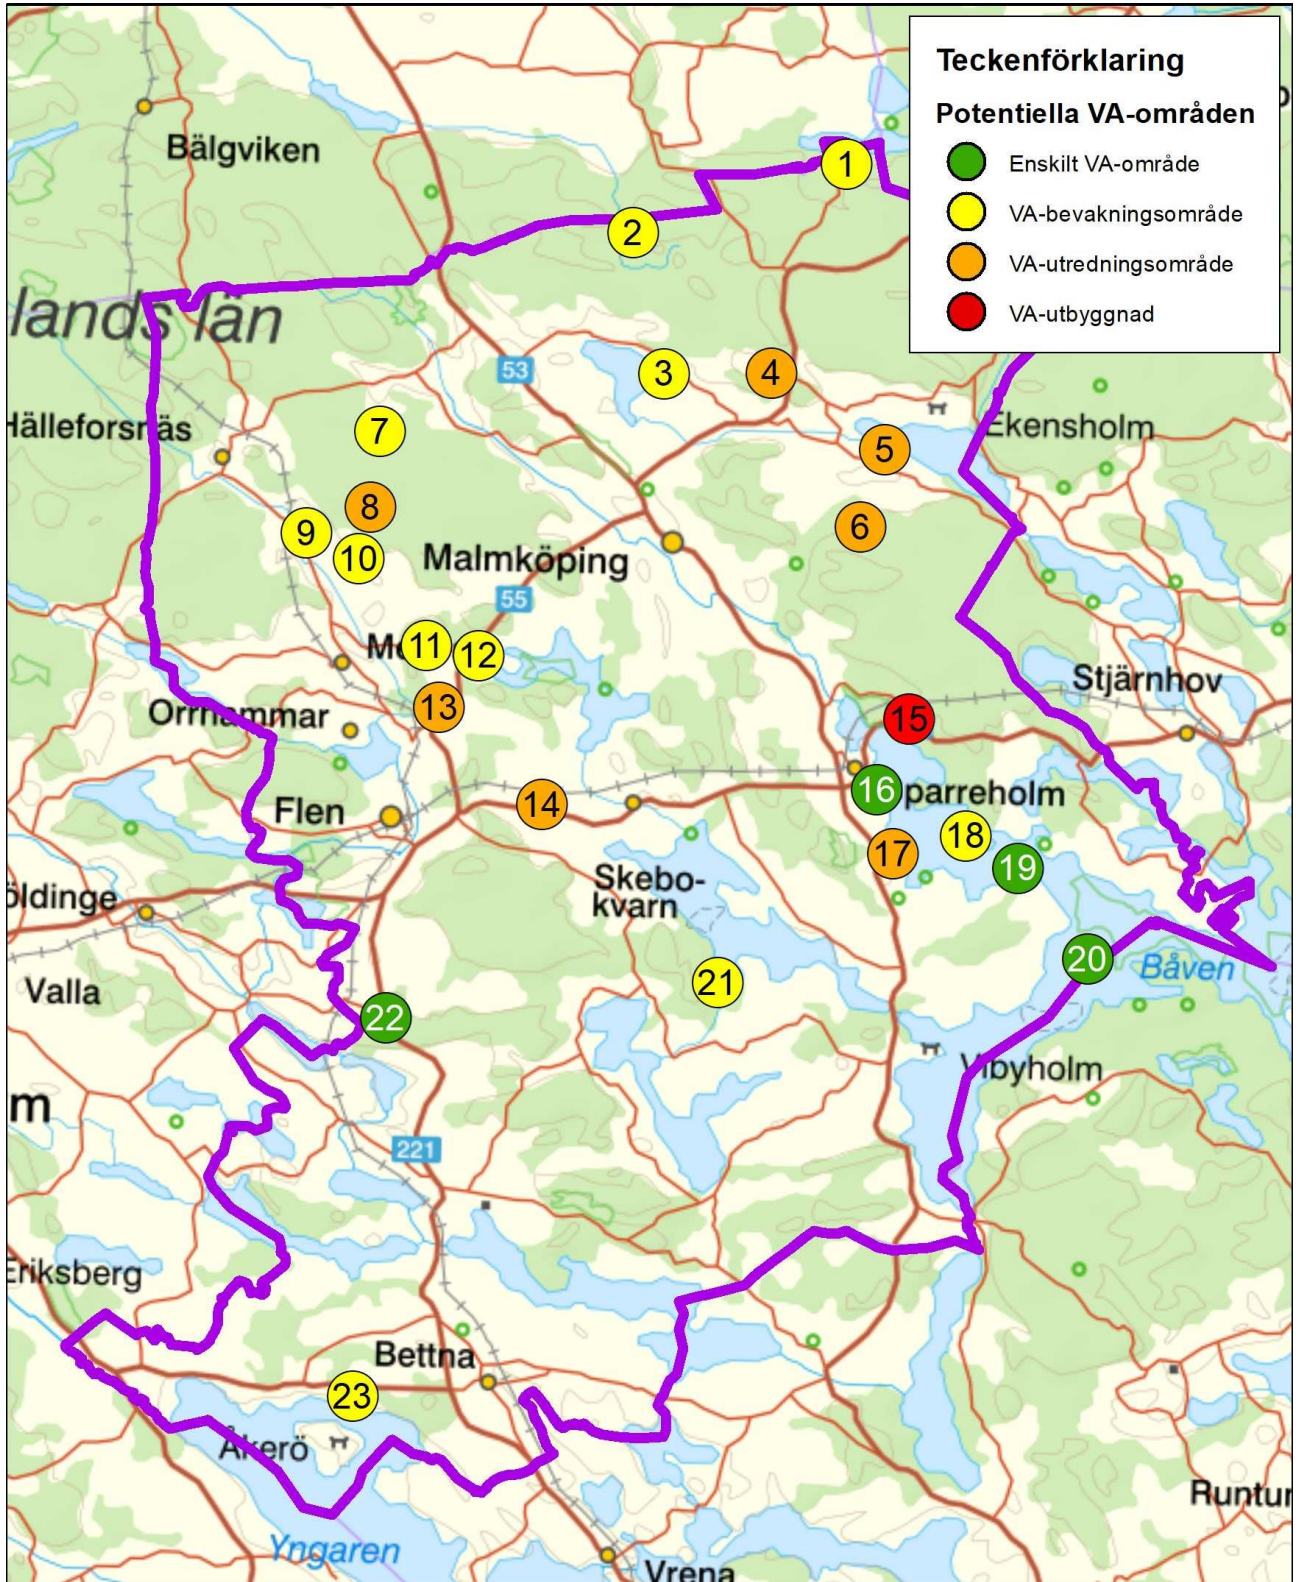 Teckenförklaring
Potentiella VA-områden
Enskilt VA-område
VA-bevakningsområde
VA-utredningsområde
VA-utbyggnad
Bälgviken
1
2
lands län
53
3
4
Hälleforsnäs
7
Ekensholm
5
8
6
9
10
Malmköping
55
11
12
Stjärnhov
13
Orrhammar
15
16
parreholm
14
Flen
18
17
19
Skebo-
kvarn
öldinge
20
Båven
21
Valla
22
Vibyholm
m
221
Eriksberg
Bettna
23
Åkerö
Runtur
Yngaren
Vrena